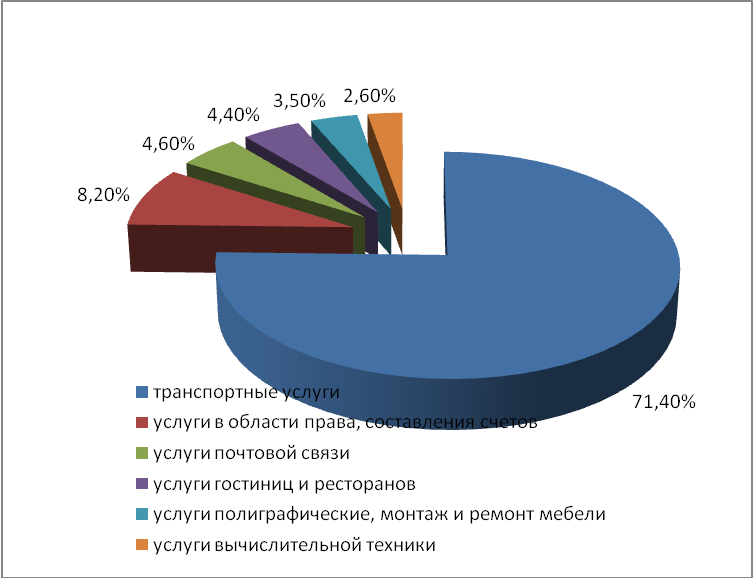 2,60%
3,50%
4,40%
4,60%
8,20%
71,40%
транспортные услуги
услуги в области права, составления счетов
услуги почтовой связи
услуги гостиниц и ресторанов
услуги полиграфические, монтаж и ремонт мебели
услуги вычислительной техники